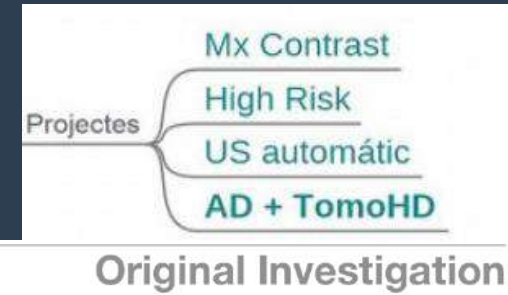 Mx Contrast
High Risk
Projectes
US automátic
AD + TomoHD
Original Investigation